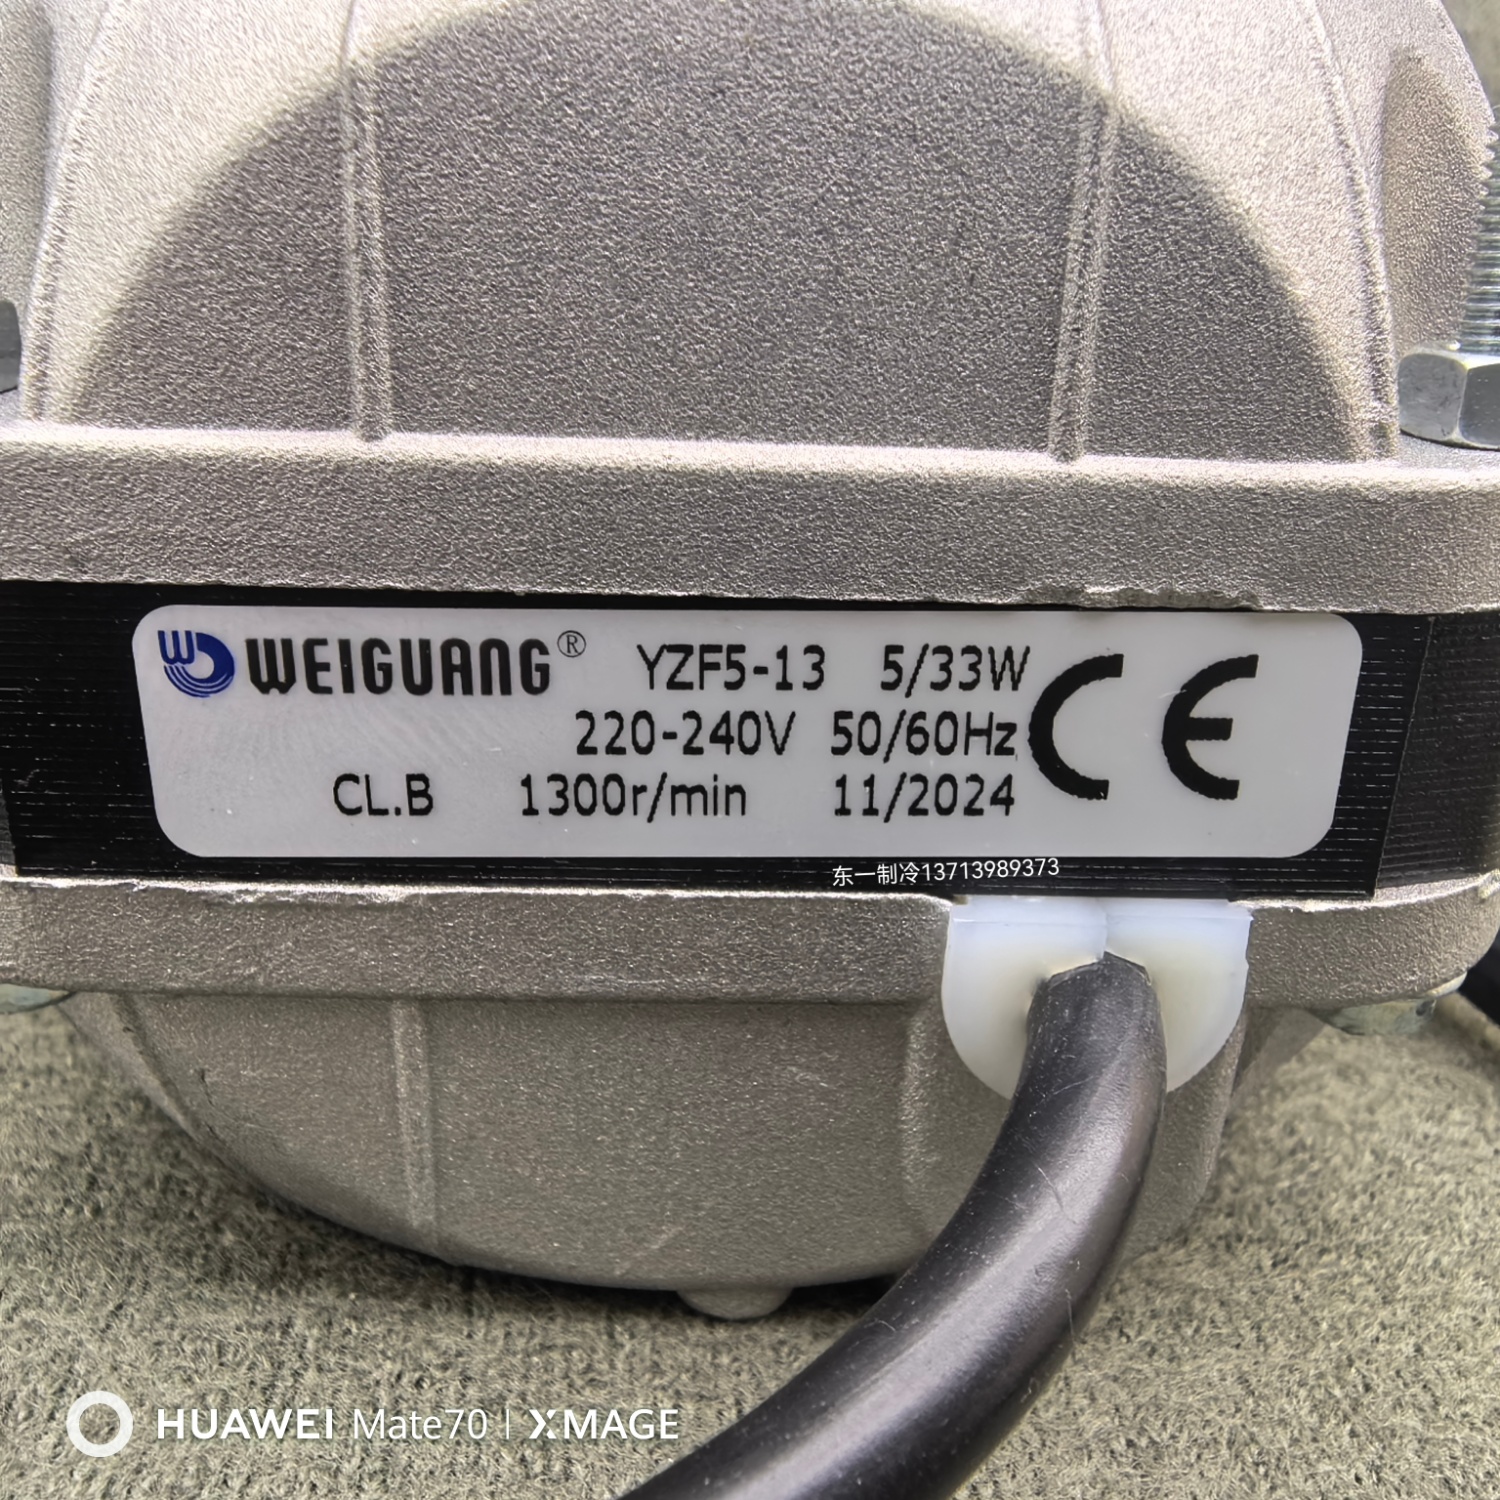 WEIGUANG® YZF5-13 5/33W
220-240V 50/60Hz
CL.B 1300r/min 11/2024
CE
东一制冷13713989373
HUAWEI Mate70 | XMAGE